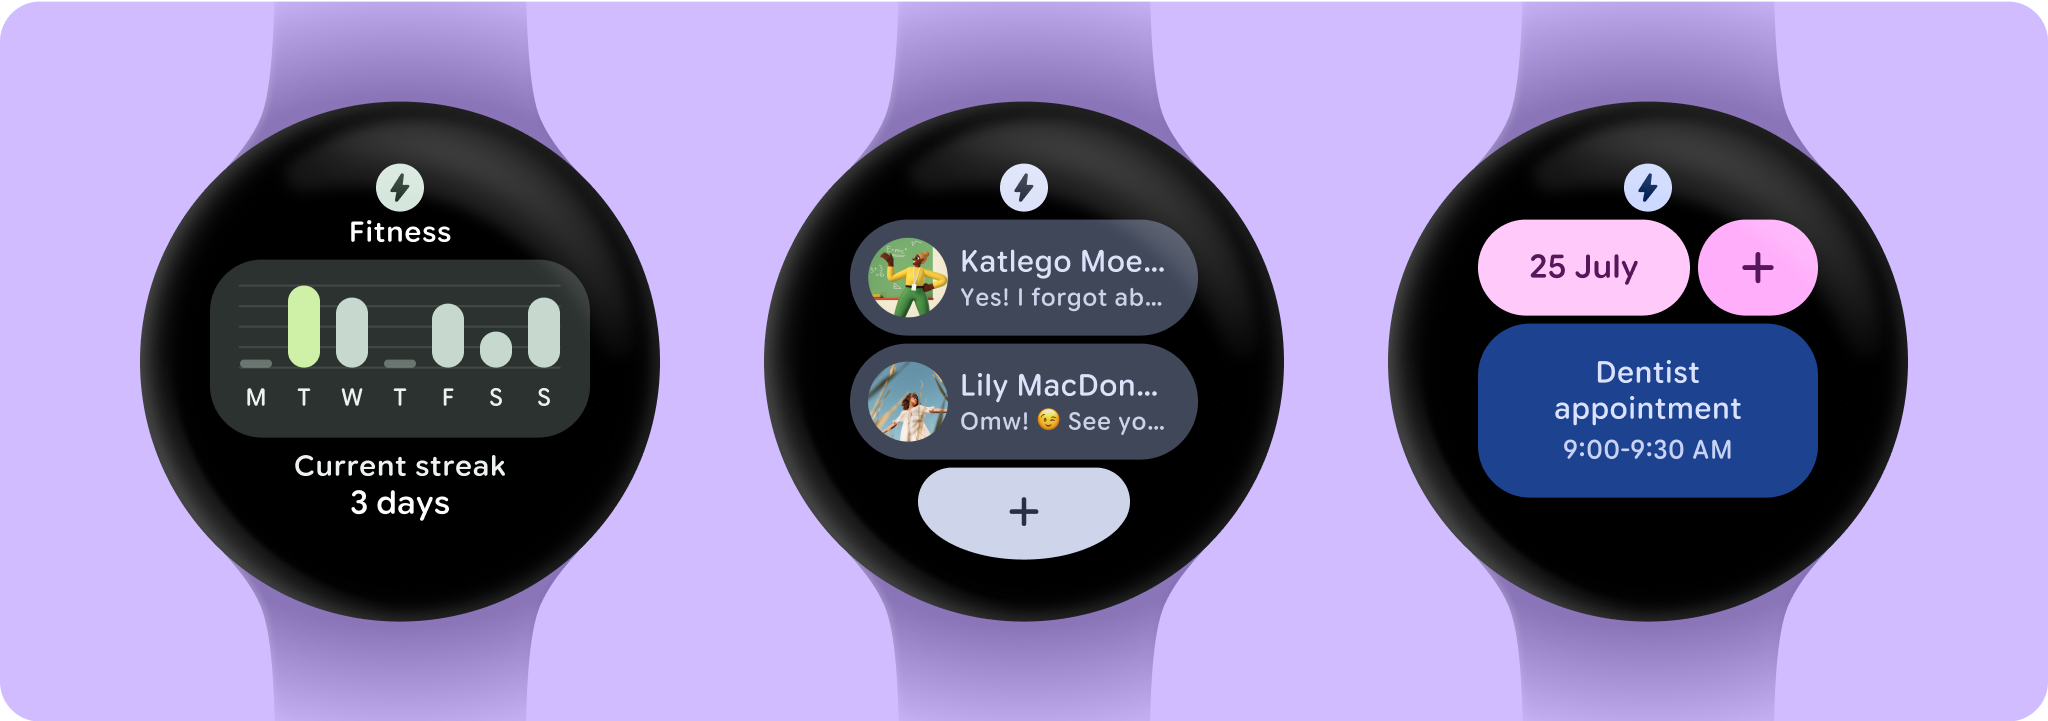 Fitness
M T W T F S S
Current streak
3 days
Katlego Moe...
Yes! I forgot ab...
Lily MacDon...
Omw! 😉 See yo...
+
25 July
+
Dentist
appointment
9:00-9:30 AM